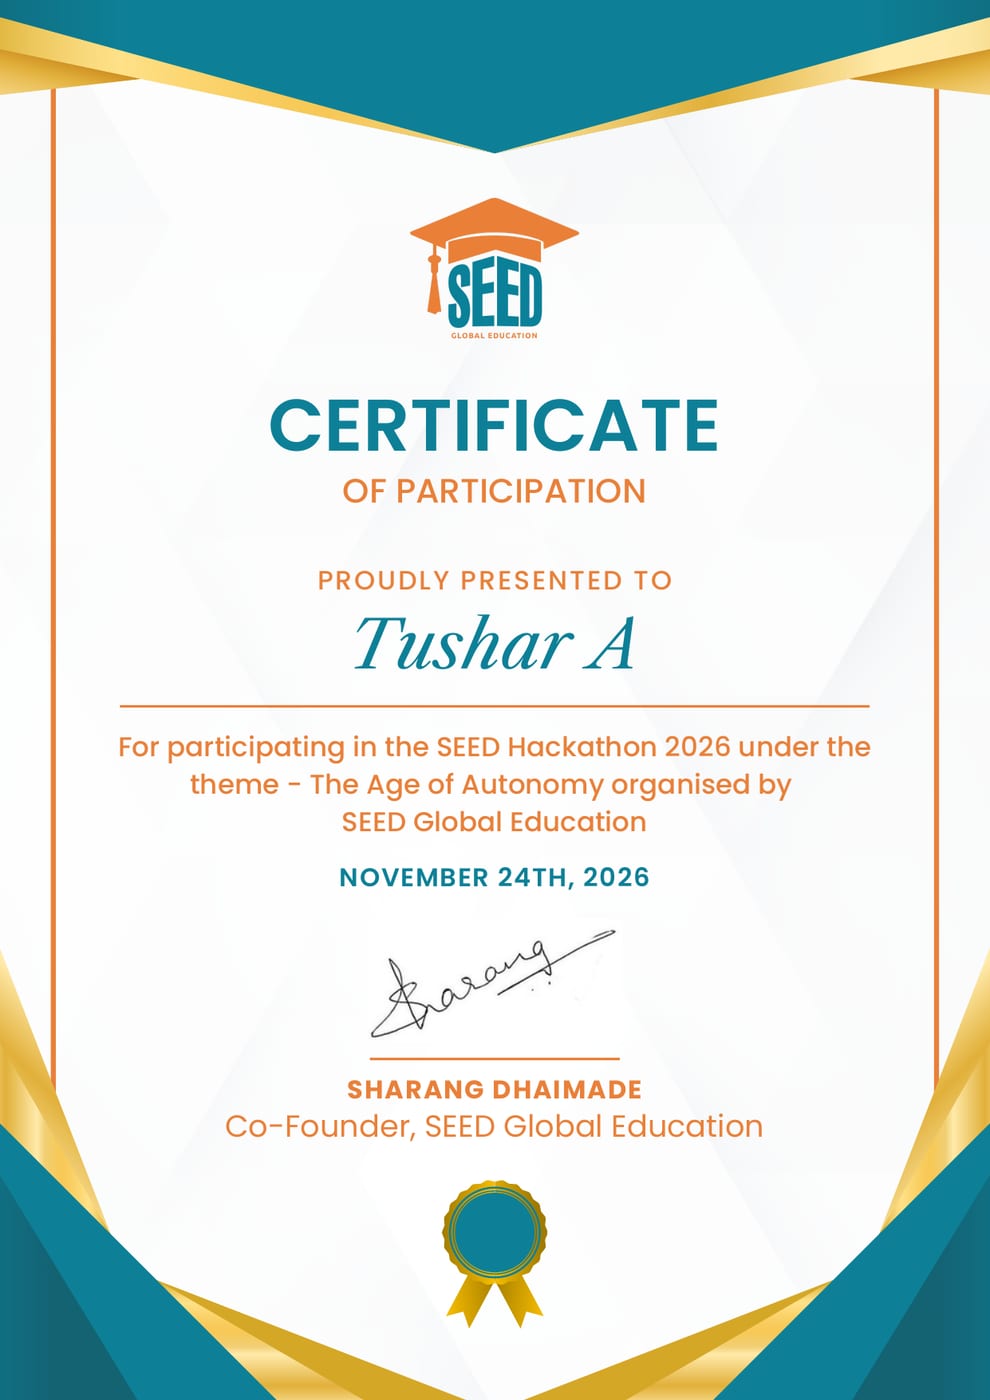 SEED
GLOBAL EDUCATION
CERTIFICATE
OF PARTICIPATION
PROUDLY PRESENTED TO
Tushar A
For participating in the SEED Hackathon 2026 under the
theme - The Age of Autonomy organised by
SEED Global Education
NOVEMBER 24TH, 2026
Sharang
SHARANG DHAIMADE
Co-Founder, SEED Global Education